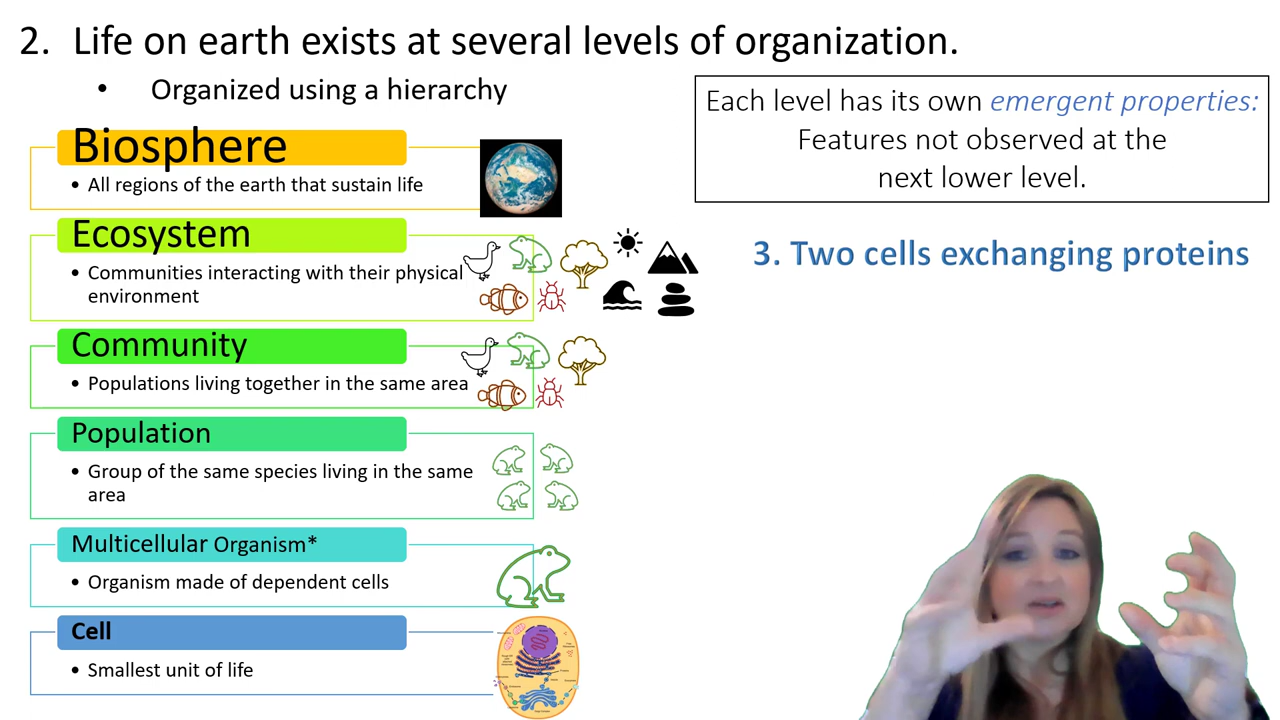 2. Life on earth exists at several levels of organization.
• Organized using a hierarchy
Each level has its own emergent properties:
Features not observed at the
next lower level.
Biosphere
• All regions of the earth that sustain life
Ecosystem
• Communities interacting with their physical
environment
3. Two cells exchanging proteins
Community
• Populations living together in the same area
Population
• Group of the same species living in the same
area
Multicellular Organism*
• Organism made of dependent cells
Cell
• Smallest unit of life